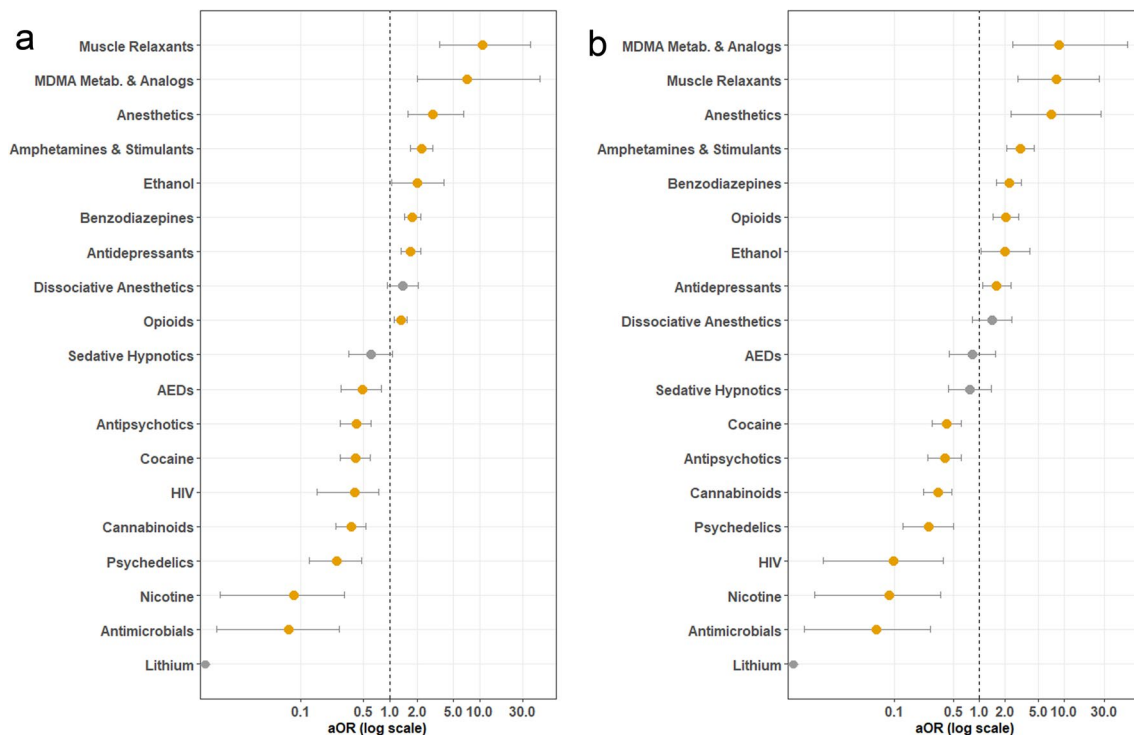 a
Muscle Relaxants
MDMA Metab. & Analogs
Anesthetics
Amphetamines & Stimulants
Ethanol
Benzodiazepines
Antidepressants
Dissociative Anesthetics
Opioids
Sedative Hypnotics
AEDs
Antipsychotics
Cocaine
HIV
Cannabinoids
Psychedelics
Nicotine
Antimicrobials
Lithium
0.1 0.5 1.0 2.0 5.0 10.0 30.0
aOR (log scale)
b
MDMA Metab. & Analogs
Muscle Relaxants
Anesthetics
Amphetamines & Stimulants
Benzodiazepines
Opioids
Ethanol
Antidepressants
Dissociative Anesthetics
AEDs
Sedative Hypnotics
Cocaine
Antipsychotics
Cannabinoids
Psychedelics
HIV
Nicotine
Antimicrobials
Lithium
0.1 0.5 1.0 2.0 5.0 10.0 30.0
aOR (log scale)